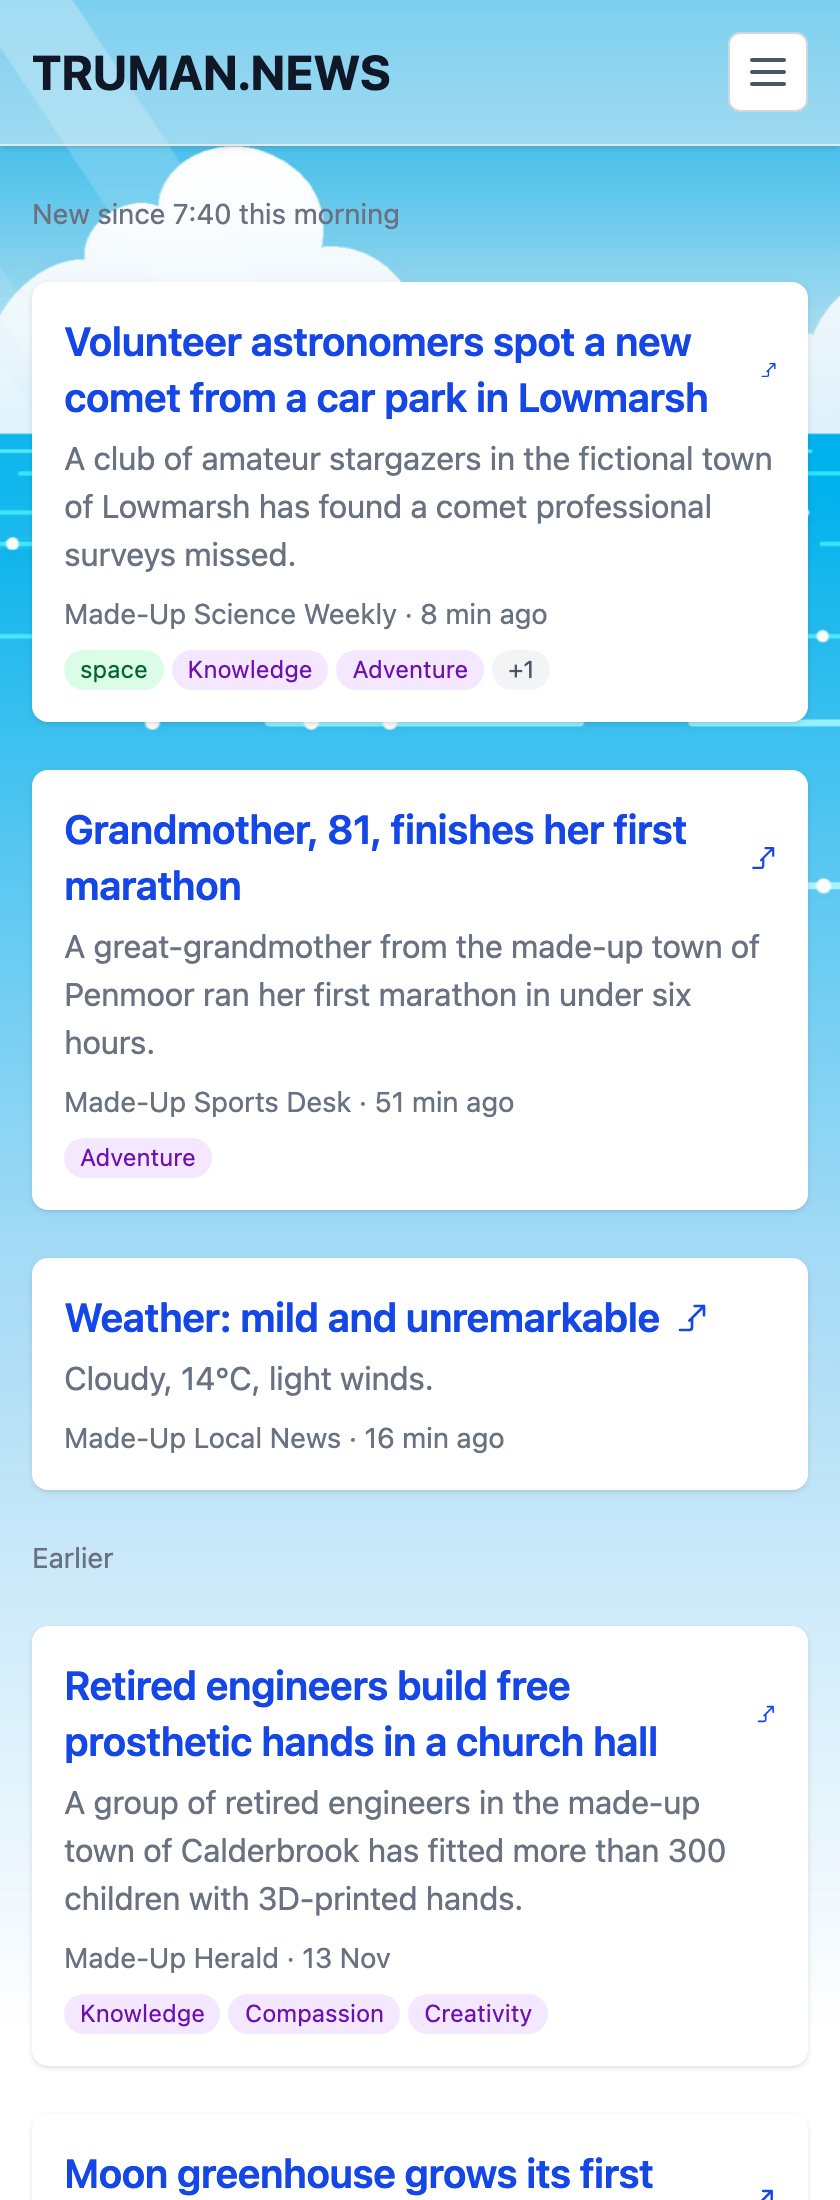 TRUMAN.NEWS
New since 7:40 this morning
Volunteer astronomers spot a new
comet from a car park in Lowmarsh
A club of amateur stargazers in the fictional town
of Lowmarsh has found a comet professional
surveys missed.
Made-Up Science Weekly · 8 min ago
space Knowledge Adventure +1
Grandmother, 81, finishes her first
marathon
A great-grandmother from the made-up town of
Penmoor ran her first marathon in under six
hours.
Made-Up Sports Desk · 51 min ago
Adventure
Weather: mild and unremarkable
Cloudy, 14°C, light winds.
Made-Up Local News · 16 min ago
Earlier
Retired engineers build free
prosthetic hands in a church hall
A group of retired engineers in the made-up
town of Calderbrook has fitted more than 300
children with 3D-printed hands.
Made-Up Herald · 13 Nov
Knowledge Compassion Creativity
Moon greenhouse grows its first